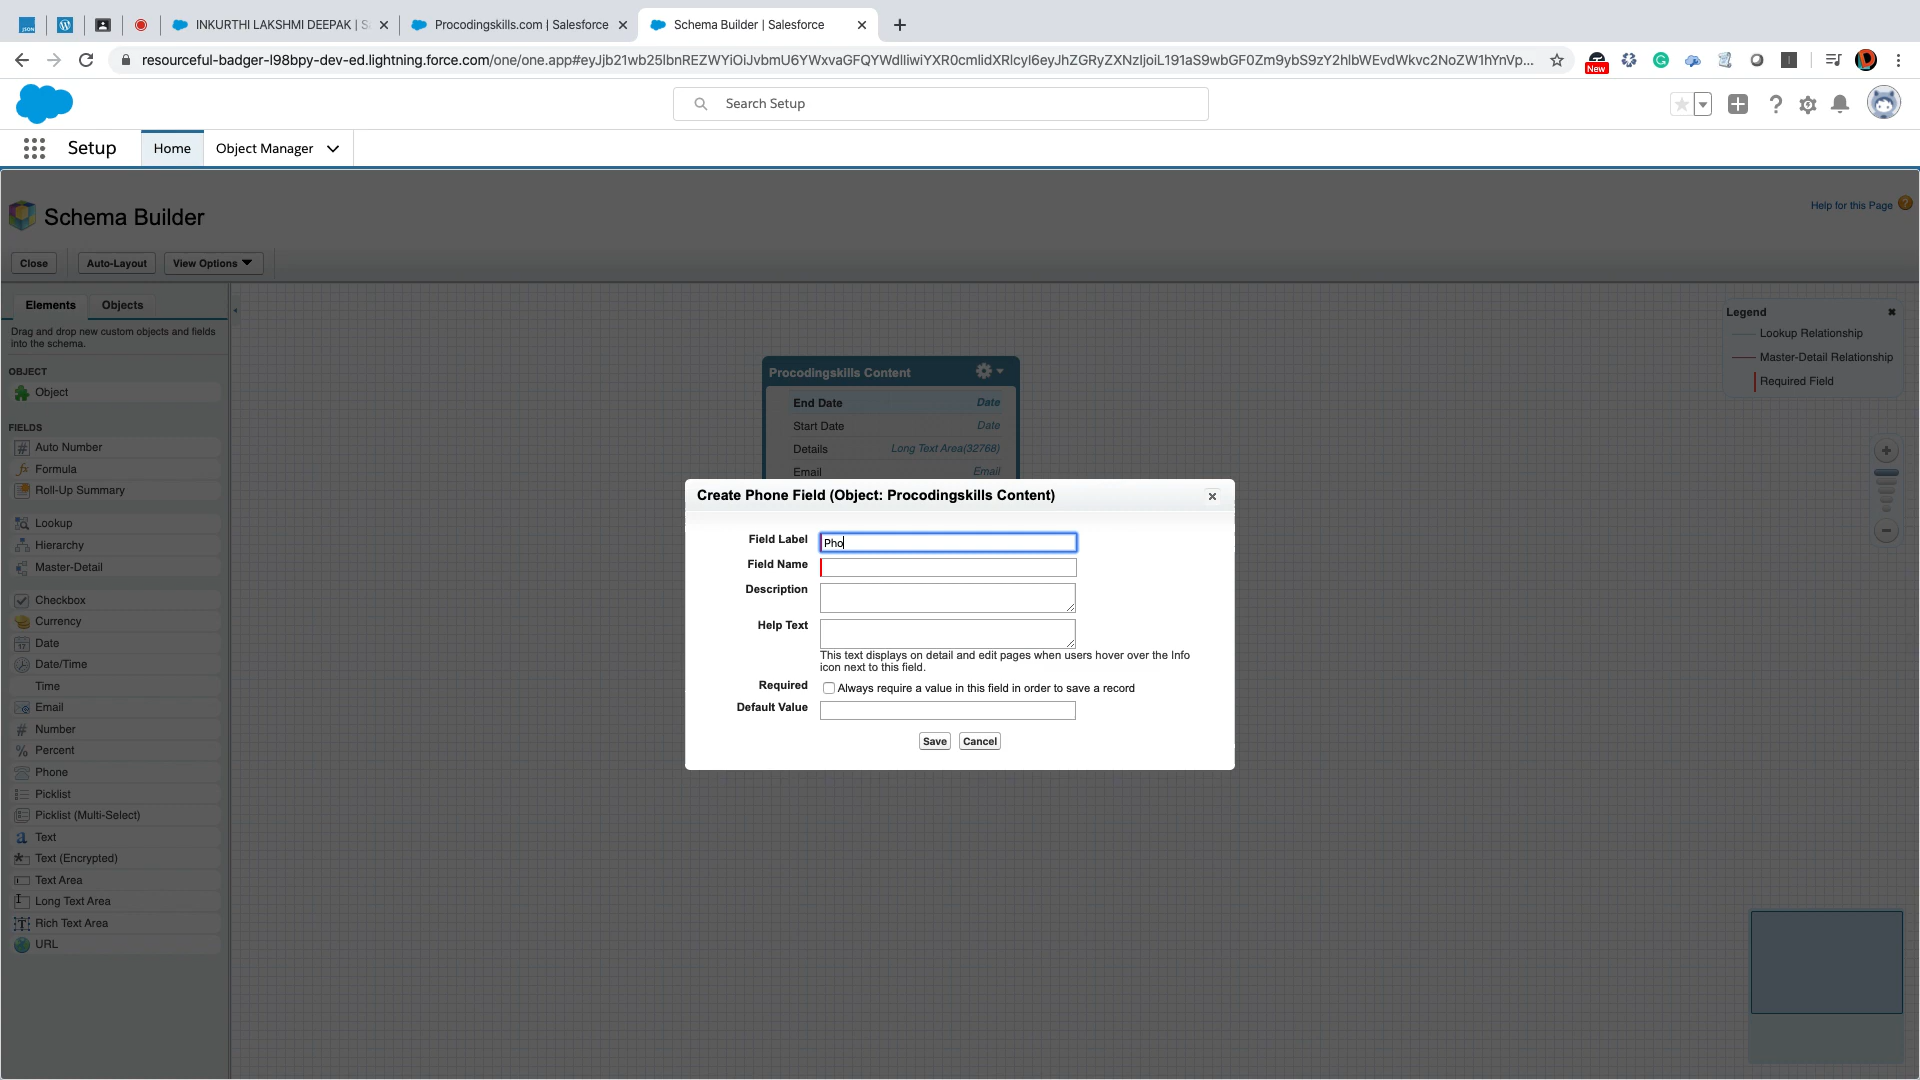 INKURTHI LAKSHMI DEEPAK | S
Procodingskills.com | Salesforce
Schema Builder | Salesforce
resourceful-badger-l98bpy-dev-ed.lightning.force.com/one/one.app#eyJjb21wb25lbnREZWYiOiJvbmU6YWxvaGFQYWdlIiwiYXR0cmlidXRlcyI6eyJhZGRyZXNzIjoiL191aS9wbGF0Zm9ybS9zY2hlbWEvdWkvc2NoZW1hYnVp...
New
Search Setup
Setup
Home
Object Manager
Schema Builder
Help for this Page
Close
Auto-Layout
View Options
Elements
Objects
Drag and drop new custom objects and fields
into the schema.
OBJECT
Object
FIELDS
Auto Number
Formula
Roll-Up Summary
Lookup
Hierarchy
Master-Detail
Checkbox
Currency
Date
Date/Time
Time
Email
Number
Percent
Phone
Picklist
Picklist (Multi-Select)
Text
Text (Encrypted)
Text Area
Long Text Area
Rich Text Area
URL
Procodingskills Content
End Date Date
Start Date Date
Details Long Text Area(32768)
Email Email
Legend
Lookup Relationship
Master-Detail Relationship
Required Field
Create Phone Field (Object: Procodingskills Content)
Field Label Pho
Field Name
Description
Help Text
This text displays on detail and edit pages when users hover over the Info
icon next to this field.
Required Always require a value in this field in order to save a record
Default Value
Save
Cancel